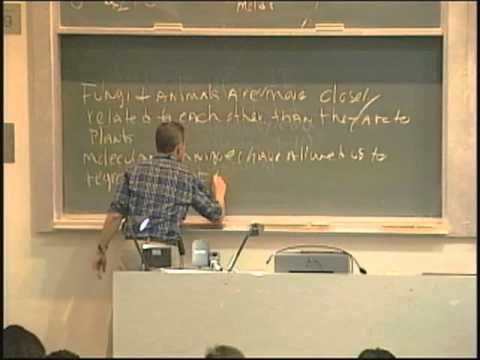 Molds
Fungi + animals are more closely
related to each other than they are to
plants
molecular have allowed us to